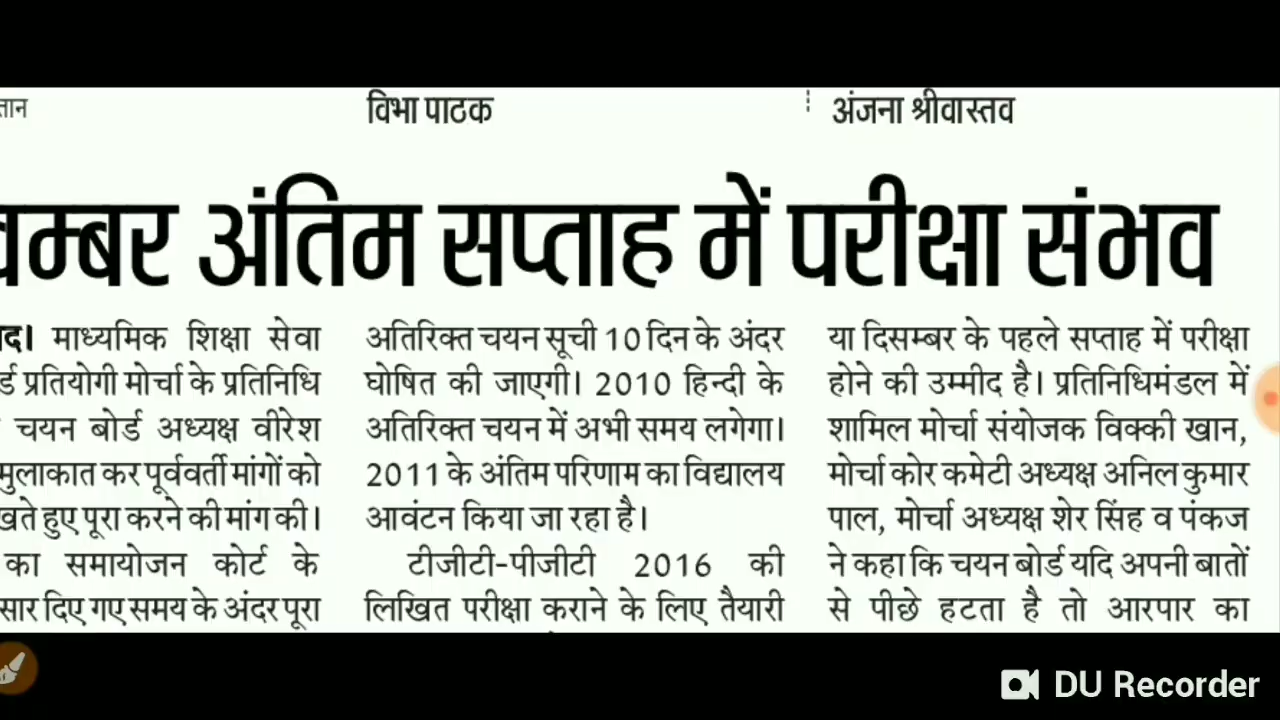 तान
विभा पाठक
अंजना श्रीवास्तव
वम्बर अंतिम सप्ताह में परीक्षा संभव
द। माध्यमिक शिक्षा सेवा
र्ड प्रतियोगी मोर्चा के प्रतिनिधि
चयन बोर्ड अध्यक्ष वीरेश
मुलाकात कर पूर्ववर्ती मांगों को
खते हुए पूरा करने की मांग की।
का समायोजन कोर्ट के
सार दिए गए समय के अंदर पूरा
अतिरिक्त चयन सूची 10 दिन के अंदर
घोषित की जाएगी। 2010 हिन्दी के
अतिरिक्त चयन में अभी समय लगेगा।
2011 के अंतिम परिणाम का विद्यालय
आवंटन किया जा रहा है।
टीजीटी-पीजीटी 2016 की
लिखित परीक्षा कराने के लिए तैयारी
या दिसम्बर के पहले सप्ताह में परीक्षा
होने की उम्मीद है। प्रतिनिधिमंडल में
शामिल मोर्चा संयोजक विक्की खान,
मोर्चा कोर कमेटी अध्यक्ष अनिल कुमार
पाल, मोर्चा अध्यक्ष शेर सिंह व पंकज
ने कहा कि चयन बोर्ड यदि अपनी बातों
से पीछे हटता है तो आरपार का
DU Recorder